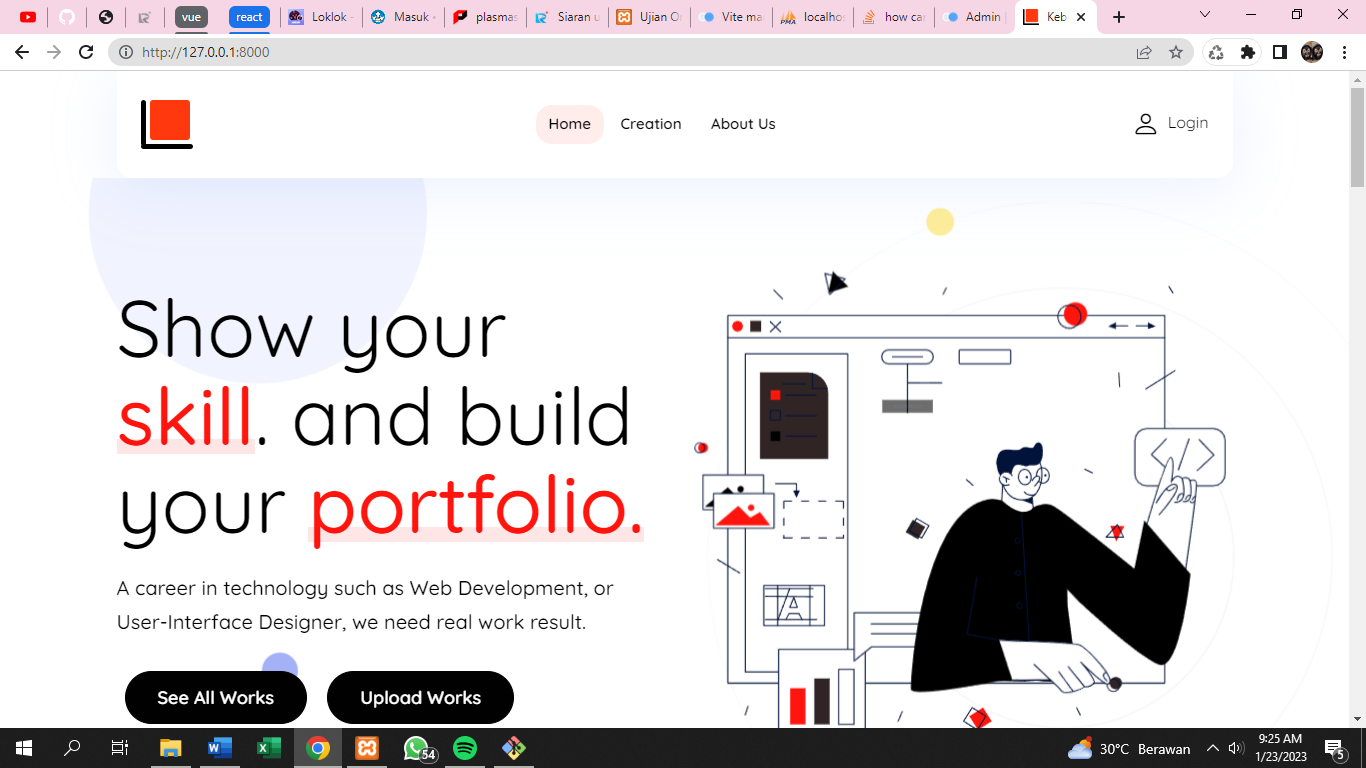 vue
react
Loklok
Masuk
plasmas
Siaran u
Ujian O
Vite ma
localhos
how car
Admin
Keb
http://127.0.0.1:8000
Home
Creation
About Us
Login
Show your
skill. and build
your portfolio.
A career in technology such as Web Development, or
User-Interface Designer, we need real work result.
See All Works
Upload Works
54
30°C Berawan
9:25 AM
1/23/2023
5